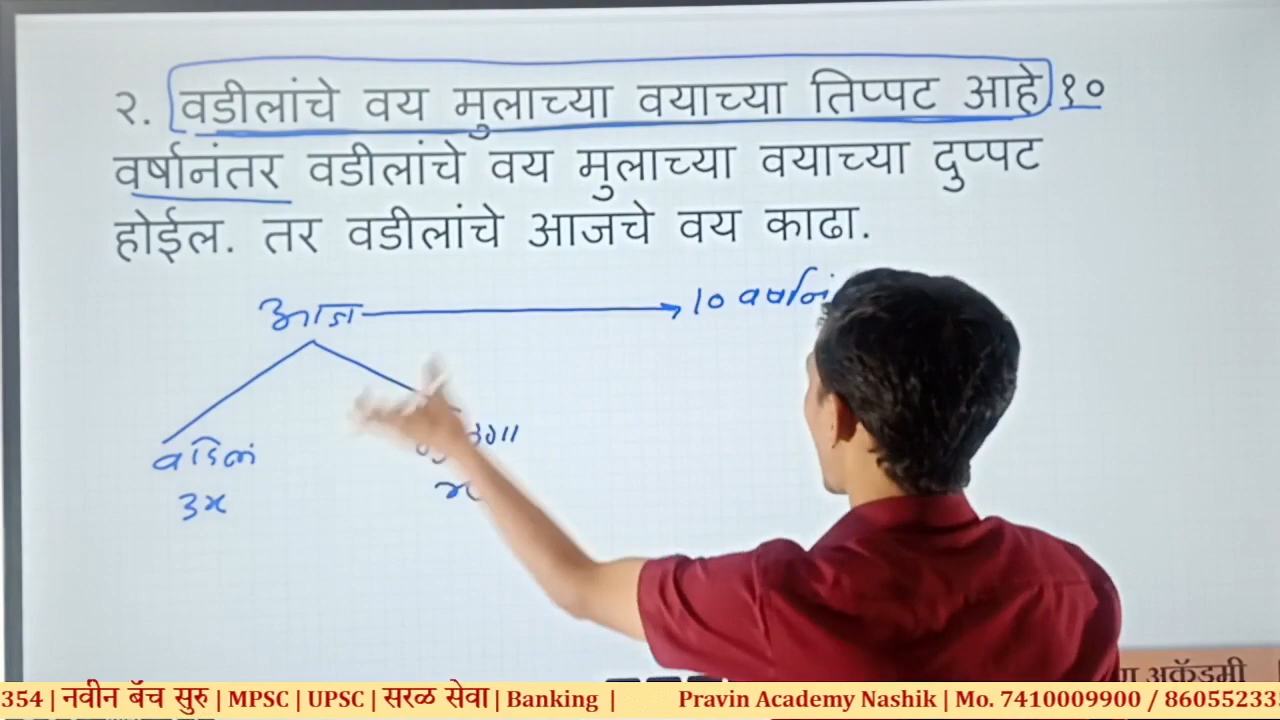 २. वडीलांचे वय मुलाच्या वयाच्या तिप्पट आहे १०
वर्षानंतर वडीलांचे वय मुलाच्या वयाच्या दुप्पट
होईल. तर वडीलांचे आजचे वय काढा.
आज 10 वर्षानं
वडिलं
3x x
अकॅडमी
354 | नवीन बॅच सुरु | MPSC | UPSC | सरळ सेवा | Banking | Pravin Academy Nashik | Mo. 7410009900 / 860552335